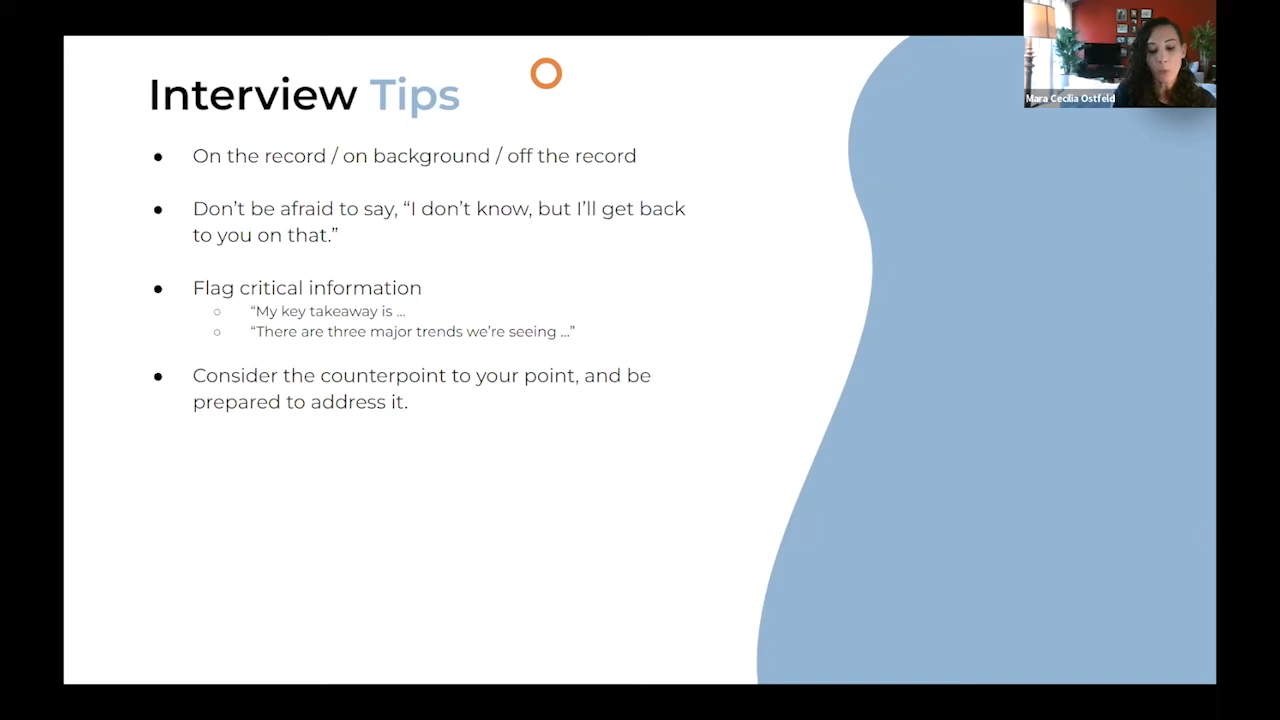 Interview Tips
● On the record / on background / off the record
● Don’t be afraid to say, “I don’t know, but I’ll get back
to you on that.”
● Flag critical information
○ “My key takeaway is ...
○ “There are three major trends we’re seeing ...”
● Consider the counterpoint to your point, and be
prepared to address it.
Mara Cecilia Ostfeld